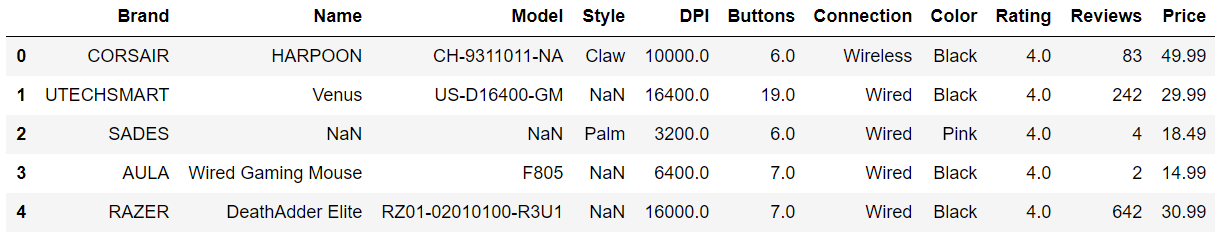 Brand Name Model Style DPI Buttons Connection Color Rating Reviews Price
0 CORSAIR HARPOON CH-9311011-NA Claw 10000.0 6.0 Wireless Black 4.0 83 49.99
1 UTECHSMART Venus US-D16400-GM NaN 16400.0 19.0 Wired Black 4.0 242 29.99
2 SADES NaN NaN Palm 3200.0 6.0 Wired Pink 4.0 4 18.49
3 AULA Wired Gaming Mouse F805 NaN 6400.0 7.0 Wired Black 4.0 2 14.99
4 RAZER DeathAdder Elite RZ01-02010100-R3U1 NaN 16000.0 7.0 Wired Black 4.0 642 30.99